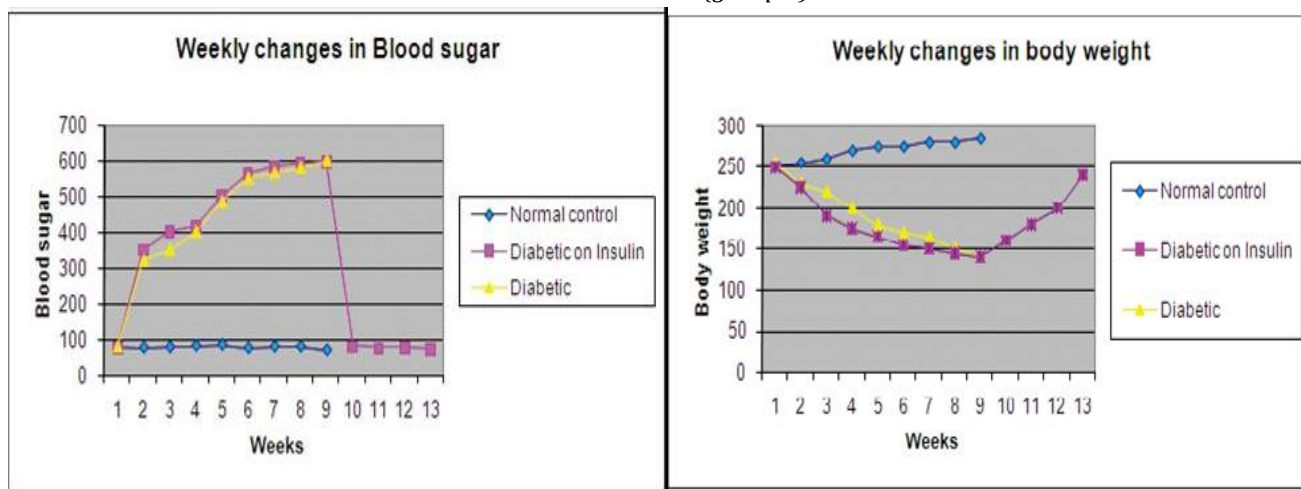 Weekly changes in Blood sugar
700
600
500
400
300
200
100
0
Blood sugar
1 2 3 4 5 6 7 8 9 10 11 12 13
Weeks
Normal control
Diabetic on Insulin
Diabetic
Weekly changes in body weight
300
250
200
150
100
50
0
Body weight
1 2 3 4 5 6 7 8 9 10 11 12 13
Weeks
Normal control
Diabetic on Insulin
Diabetic